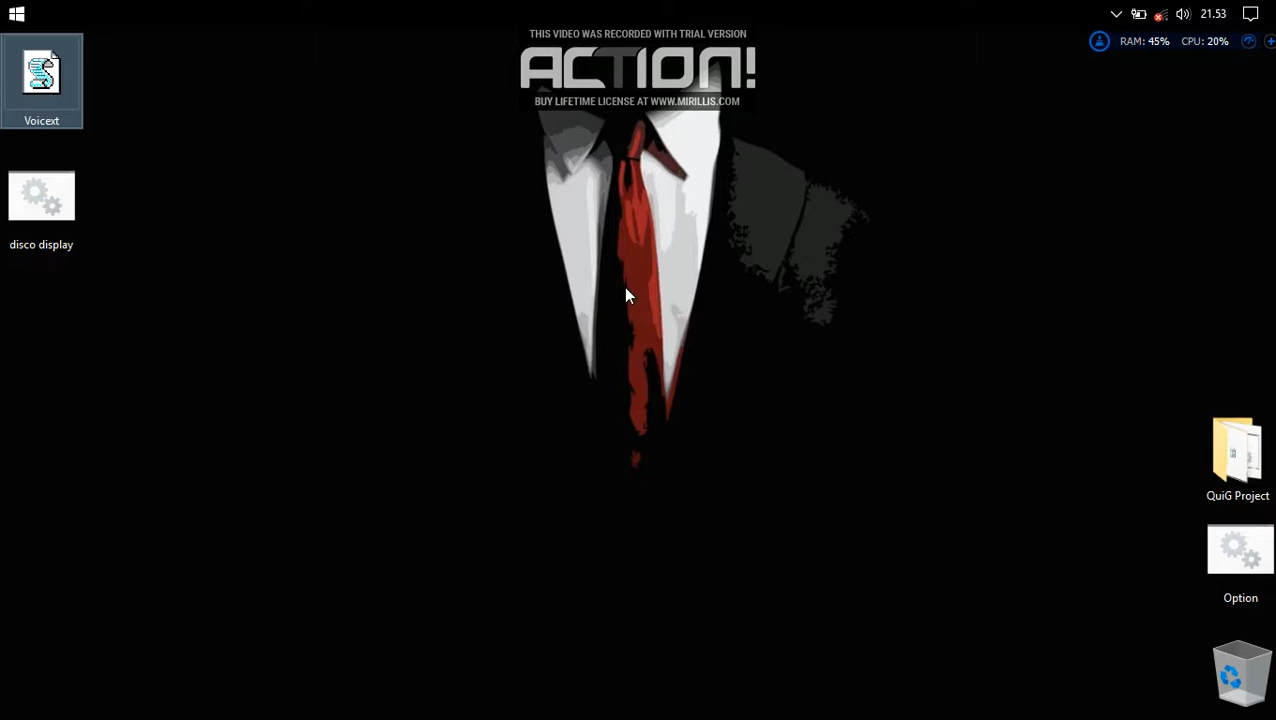 21.53
THIS VIDEO WAS RECORDED WITH TRIAL VERSION
ACTION!
BUY LIFETIME LICENSE AT WWW.MIRILLIS.COM
RAM: 45% CPU: 20%
Voicext
disco display
QuiG Project
Option